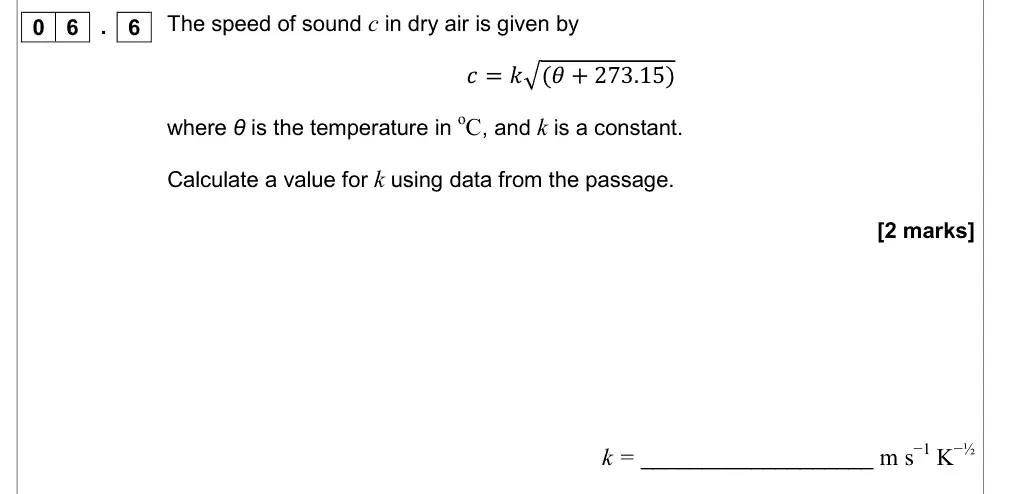 0 6 . 6 The speed of sound c in dry air is given by
c = k√(θ + 273.15)
where θ is the temperature in °C, and k is a constant.
Calculate a value for k using data from the passage.
[2 marks]
k = ____________________ m s⁻¹ K⁻½